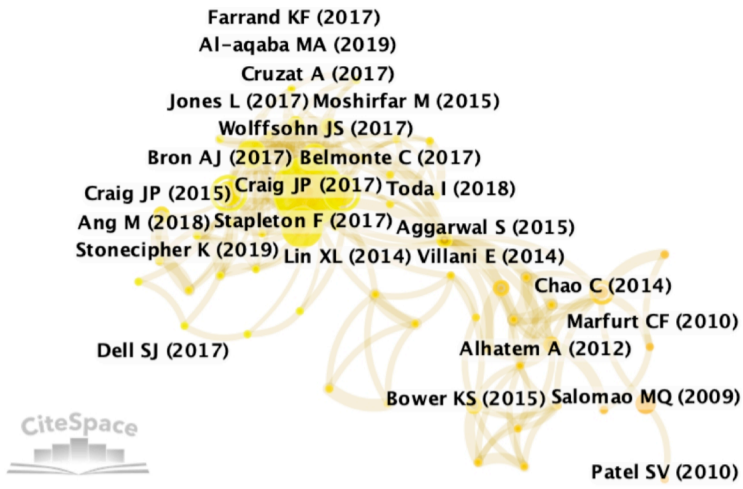 Farrand KF (2017)
Al-aqaba MA (2019)
Cruzat A (2017)
Jones L (2017) Moshirfar M (2015)
Wolffsohn JS (2017)
Bron AJ (2017) Belmonte C (2017)
Craig JP (2015) Craig JP (2017) Toda I (2018)
Ang M (2018) Stapleton F (2017) Aggarwal S (2015)
Stonecipher K (2019) Lin XL (2014) Villani E (2014)
Chao C (2014)
Marfurt CF (2010)
Dell SJ (2017) Alhatem A (2012)
Bower KS (2015) Salomao MQ (2009)
CiteSpace
Patel SV (2010)